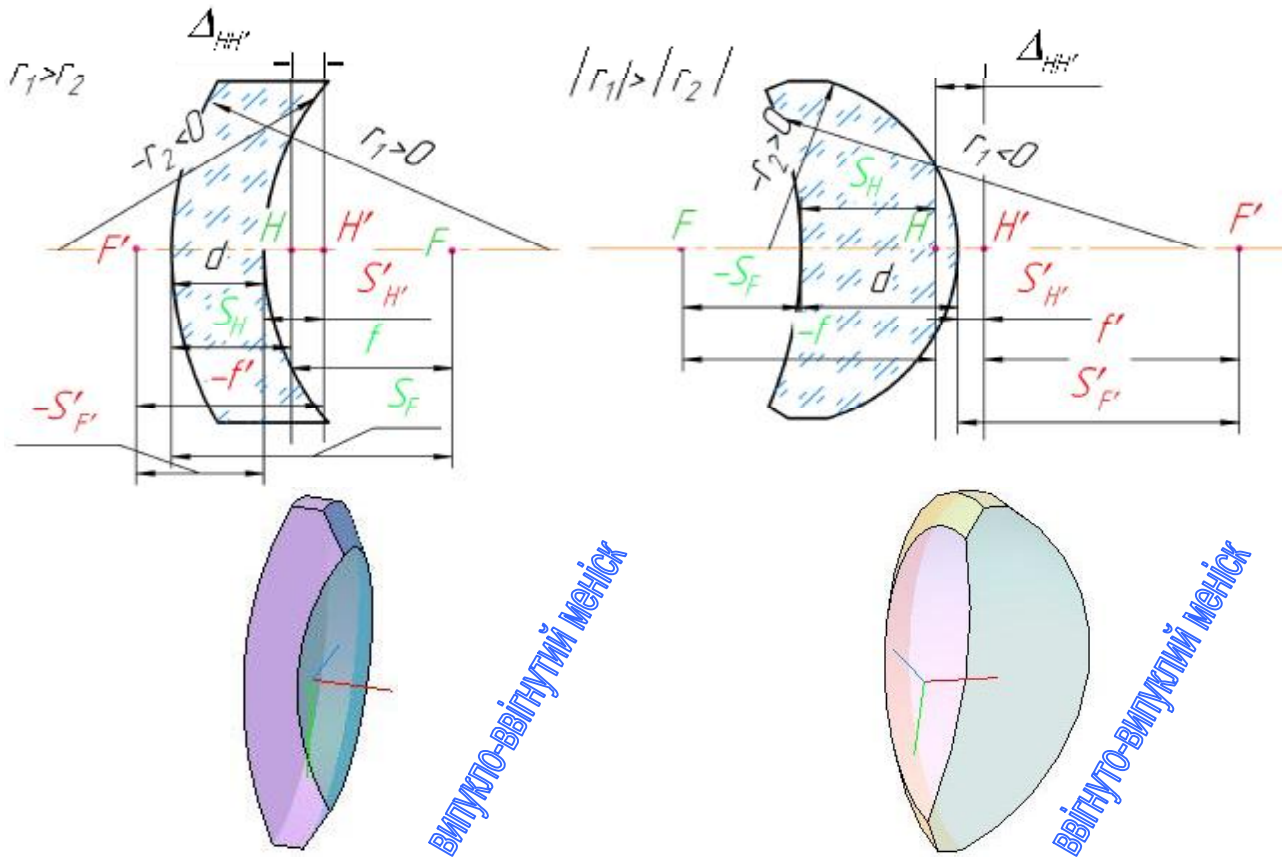 Δ_HH'
r₁>r₂
-r₂<0
r₁>0
F'
H
H'
F
d
S_H
S'_H'
f
-f'
S_F
-S'_F'
Δ_HH'
|r₁|>|r₂|
-r₂>0
r₁<0
S_H
F
H
H'
F'
-S_F
d
S'_H'
-f
f'
S'_F'
ВИПУКЛО-ВВІГНУТИЙ МЕНІСК
ВВІГНУТО-ВИПУКЛИЙ МЕНІСК